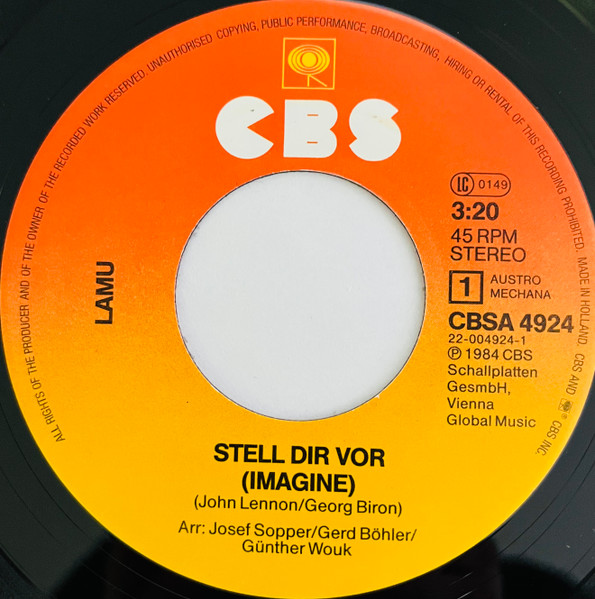 ALL RIGHTS OF THE PRODUCER AND OF THE OWNER OF THE RECORDED WORK RESERVED. UNAUTHORISED COPYING, PUBLIC PERFORMANCE, BROADCASTING, HIRING OR RENTAL OF THIS RECORDING PROHIBITED. MADE IN HOLLAND. CBS AND ® CBS INC.
CBS
LC 0149
3:20
45 RPM
STEREO
1 AUSTRO
MECHANA
CBSA 4924
22-004924-1
℗ 1984 CBS
Schallplatten
GesmbH,
Vienna
Global Music
LAMU
STELL DIR VOR
(IMAGINE)
(John Lennon/Georg Biron)
Arr: Josef Sopper/Gerd Böhler/
Günther Wouk